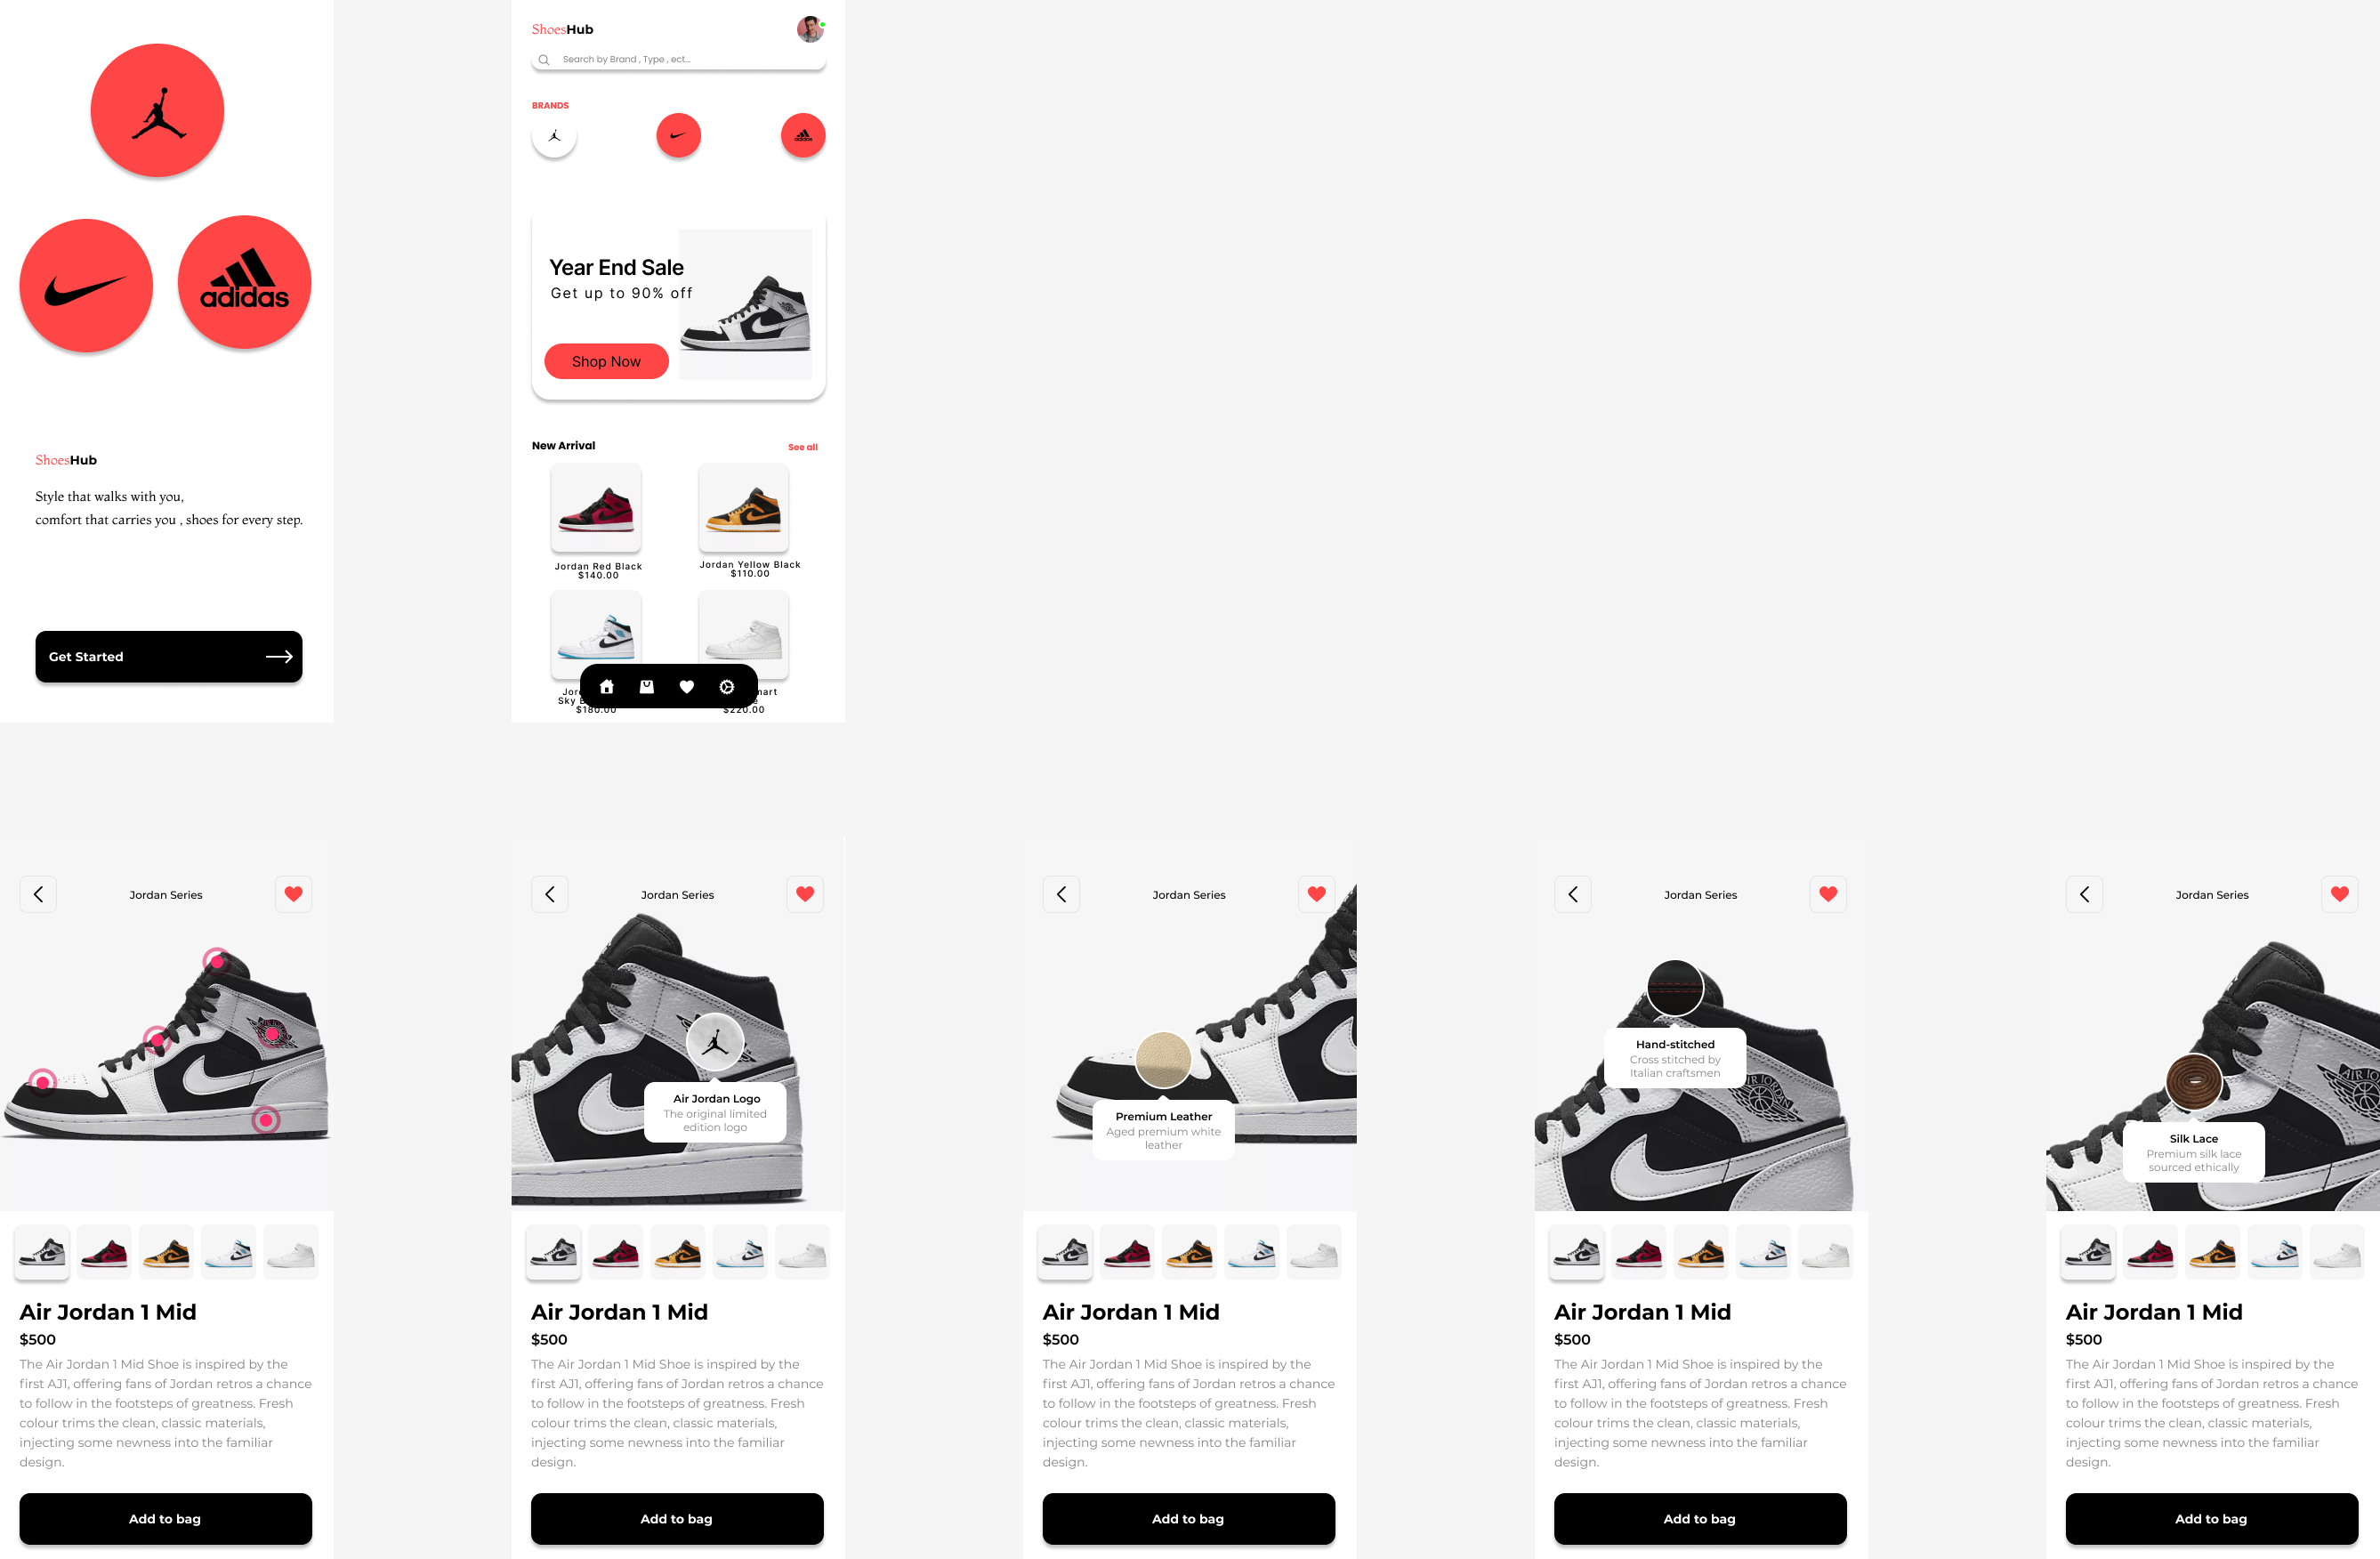 adidas
ShoesHub
Style that walks with you,
comfort that carries you , shoes for every step.
Get Started
ShoesHub
Search by Brand , Type , ect...
BRANDS
Year End Sale
Get up to 90% off
Shop Now
New Arrival
See all
Jordan Red Black
$140.00
Jordan Yellow Black
$110.00
$180.00
$220.00
Jordan Series
Air Jordan 1 Mid
$500
The Air Jordan 1 Mid Shoe is inspired by the
first AJ1, offering fans of Jordan retros a chance
to follow in the footsteps of greatness. Fresh
colour trims the clean, classic materials,
injecting some newness into the familiar
design.
Add to bag
Jordan Series
Air Jordan Logo
The original limited
edition logo
Air Jordan 1 Mid
$500
The Air Jordan 1 Mid Shoe is inspired by the
first AJ1, offering fans of Jordan retros a chance
to follow in the footsteps of greatness. Fresh
colour trims the clean, classic materials,
injecting some newness into the familiar
design.
Add to bag
Jordan Series
Premium Leather
Aged premium white
leather
Air Jordan 1 Mid
$500
The Air Jordan 1 Mid Shoe is inspired by the
first AJ1, offering fans of Jordan retros a chance
to follow in the footsteps of greatness. Fresh
colour trims the clean, classic materials,
injecting some newness into the familiar
design.
Add to bag
Jordan Series
Hand-stitched
Cross stitched by
Italian craftsmen
Air Jordan 1 Mid
$500
The Air Jordan 1 Mid Shoe is inspired by the
first AJ1, offering fans of Jordan retros a chance
to follow in the footsteps of greatness. Fresh
colour trims the clean, classic materials,
injecting some newness into the familiar
design.
Add to bag
Jordan Series
Silk Lace
Premium silk lace
sourced ethically
Air Jordan 1 Mid
$500
The Air Jordan 1 Mid Shoe is inspired by the
first AJ1, offering fans of Jordan retros a chance
to follow in the footsteps of greatness. Fresh
colour trims the clean, classic materials,
injecting some newness into the familiar
design.
Add to bag